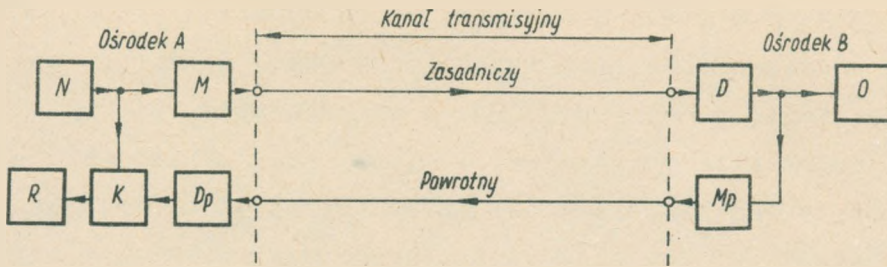 Kanał transmisyjny
Ośrodek A
Ośrodek B
N
M
Zasadniczy
D
O
R
K
Dp
Powrotny
Mp